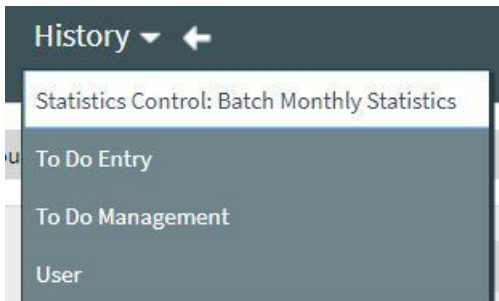 History
Statistics Control: Batch Monthly Statistics
To Do Entry
To Do Management
User